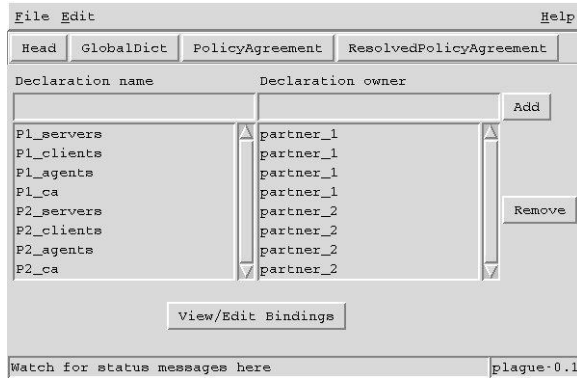 File Edit Help
Head GlobalDict PolicyAgreement ResolvedPolicyAgreement
Declaration name Declaration owner
Add
P1_servers partner_1
P1_clients partner_1
P1_agents partner_1
P1_ca partner_1
P2_servers partner_2
Remove
P2_clients partner_2
P2_agents partner_2
P2_ca partner_2
View/Edit Bindings
Watch for status messages here plague-0.1